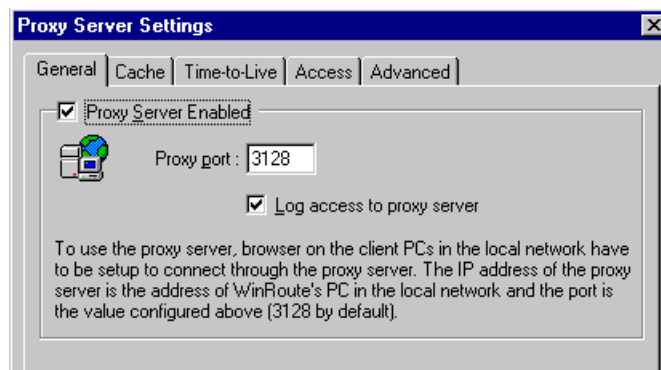 Proxy Server Settings
General Cache Time-to-Live Access Advanced
Proxy Server Enabled
Proxy port : 3128
Log access to proxy server
To use the proxy server, browser on the client PCs in the local network have
to be setup to connect through the proxy server. The IP address of the proxy
server is the address of WinRoute's PC in the local network and the port is
the value configured above (3128 by default).